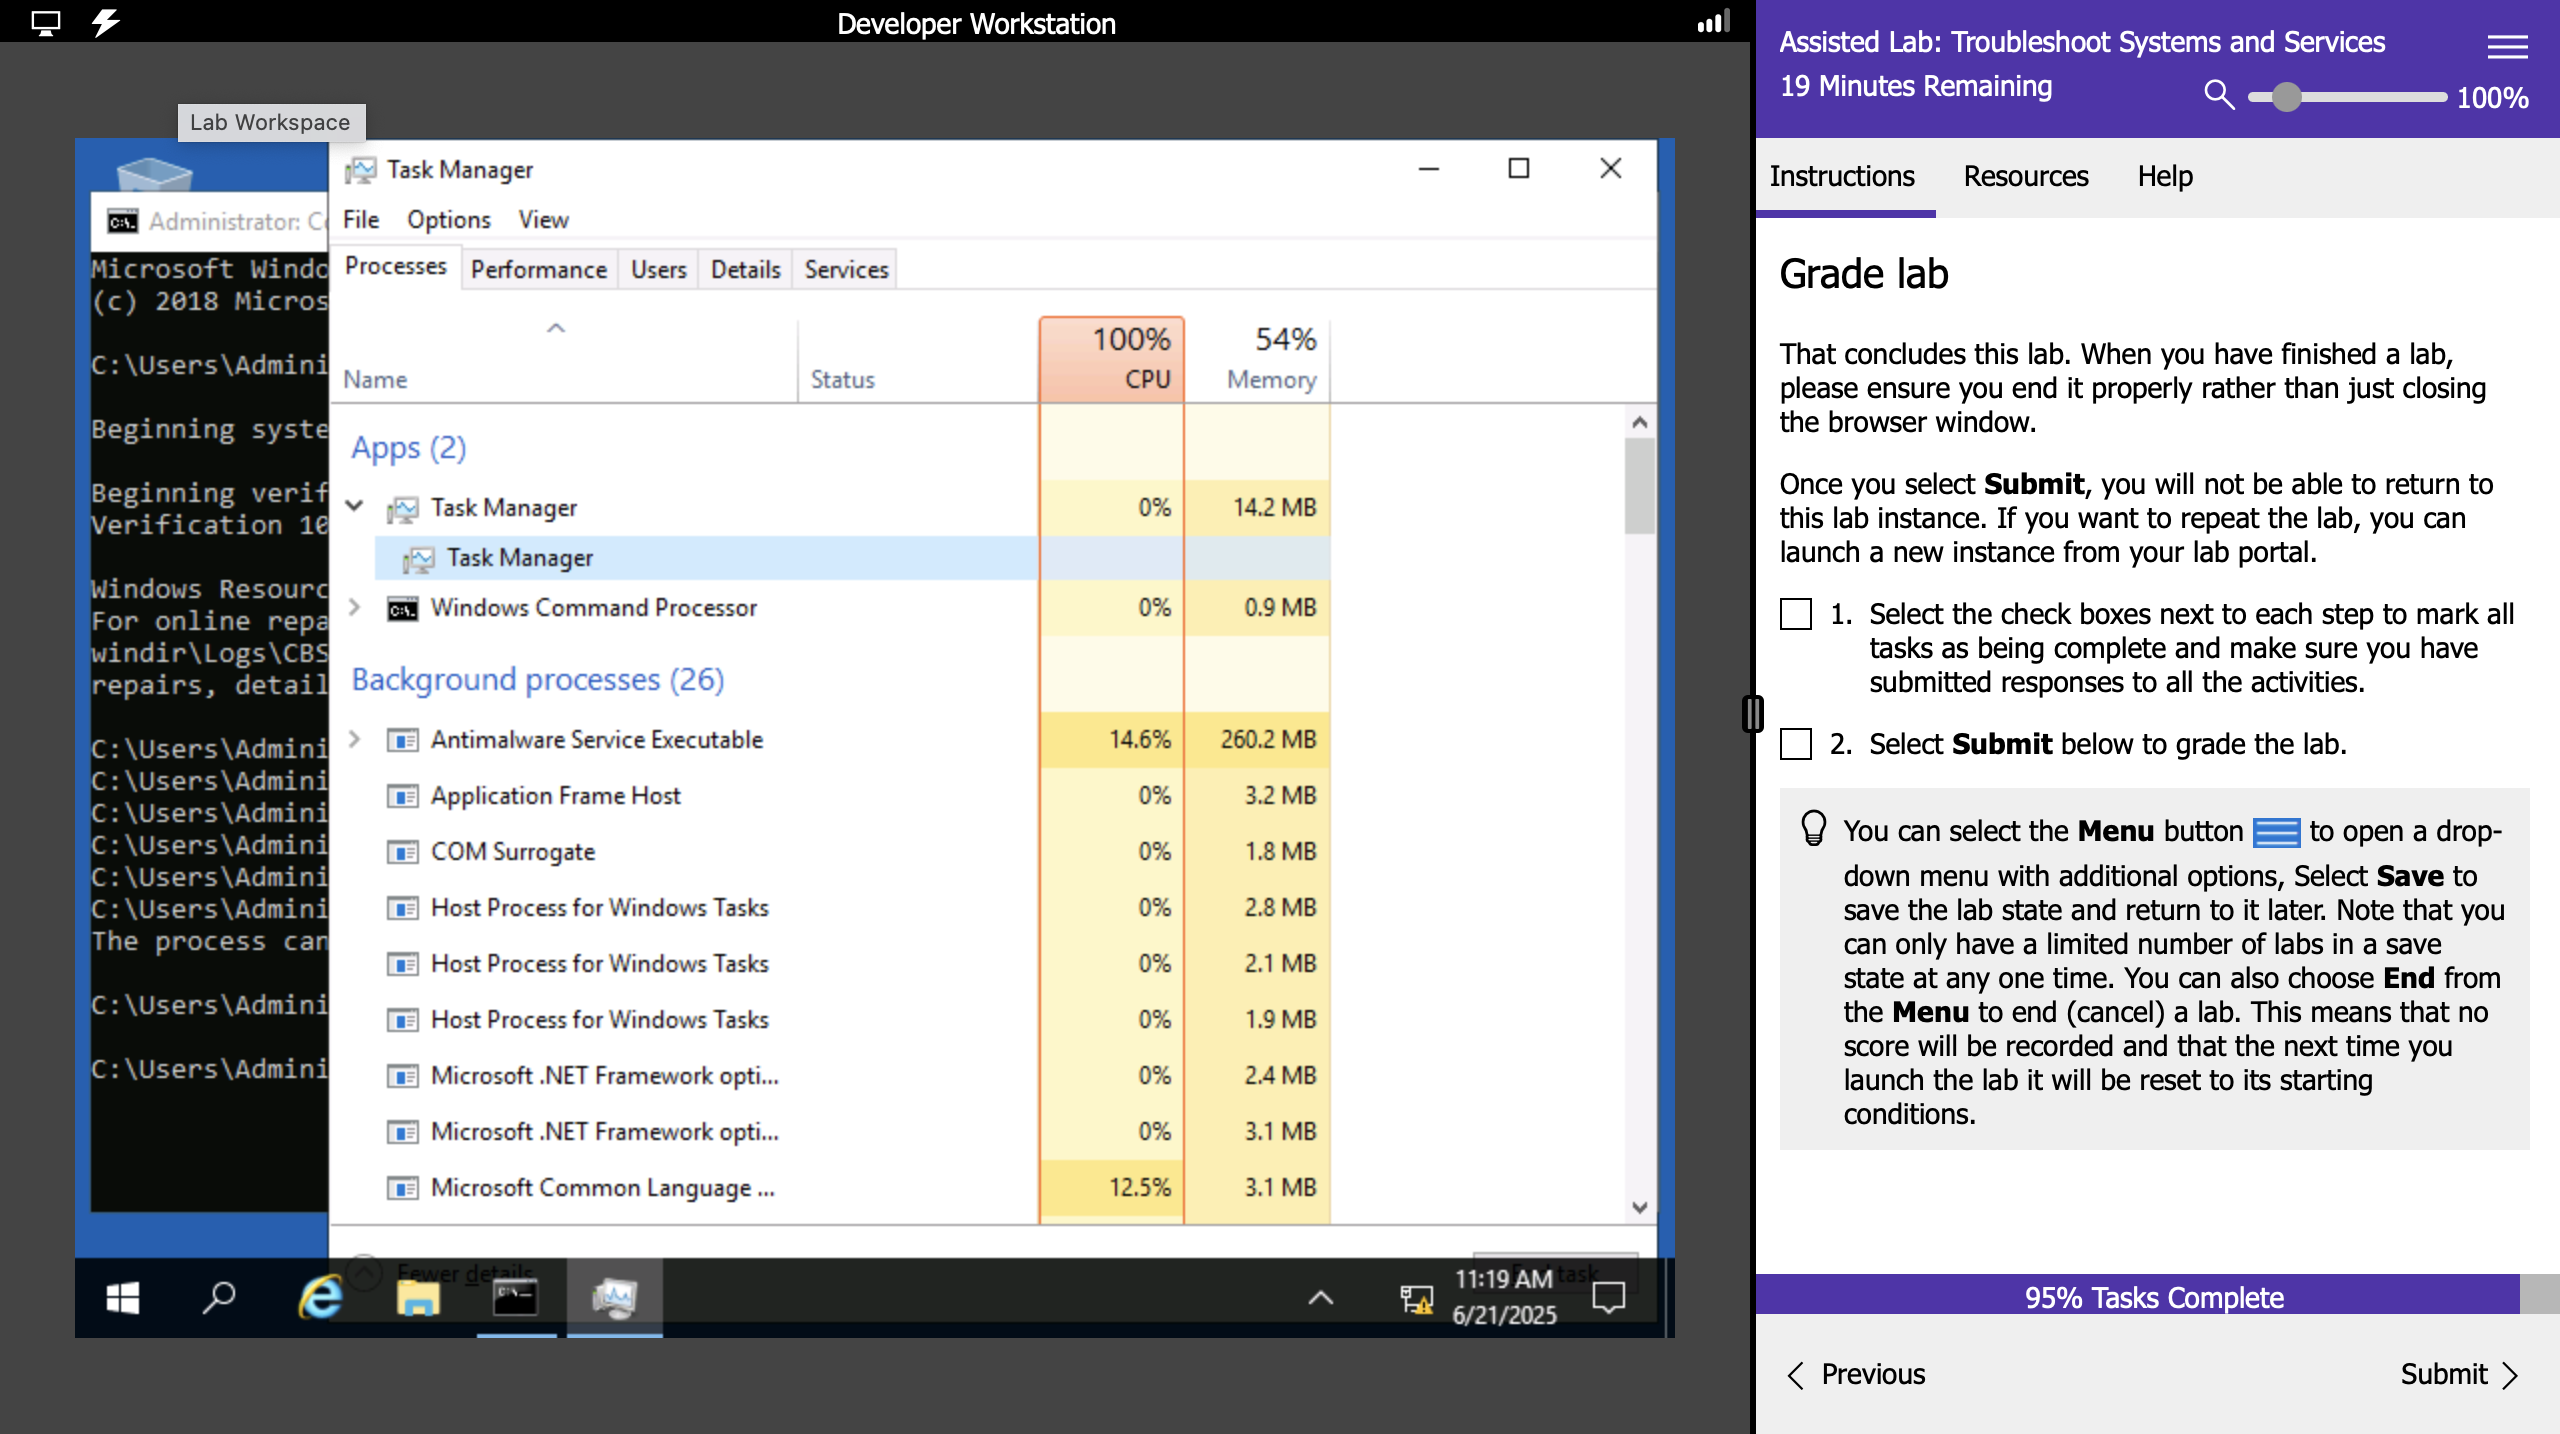 Developer Workstation
Lab Workspace
Administrator: Co
Microsoft Windo
(c) 2018 Micros
C:\Users\Admini
Beginning syste
Beginning verif
Verification 10
Windows Resourc
For online repa
windir\Logs\CBS
repairs, detail
C:\Users\Admini
C:\Users\Admini
C:\Users\Admini
C:\Users\Admini
C:\Users\Admini
C:\Users\Admini
The process can
C:\Users\Admini
C:\Users\Admini
Task Manager
File Options View
Processes Performance Users Details Services
100% 54%
Name Status CPU Memory
Apps (2)
Task Manager 0% 14.2 MB
Task Manager
Windows Command Processor 0% 0.9 MB
Background processes (26)
Antimalware Service Executable 14.6% 260.2 MB
Application Frame Host 0% 3.2 MB
COM Surrogate 0% 1.8 MB
Host Process for Windows Tasks 0% 2.8 MB
Host Process for Windows Tasks 0% 2.1 MB
Host Process for Windows Tasks 0% 1.9 MB
Microsoft .NET Framework opti... 0% 2.4 MB
Microsoft .NET Framework opti... 0% 3.1 MB
Microsoft Common Language ... 12.5% 3.1 MB
Fewer details task
11:19 AM
6/21/2025
Assisted Lab: Troubleshoot Systems and Services
19 Minutes Remaining
100%
Instructions Resources Help
Grade lab
That concludes this lab. When you have finished a lab,
please ensure you end it properly rather than just closing
the browser window.
Once you select Submit, you will not be able to return to
this lab instance. If you want to repeat the lab, you can
launch a new instance from your lab portal.
1. Select the check boxes next to each step to mark all
tasks as being complete and make sure you have
submitted responses to all the activities.
2. Select Submit below to grade the lab.
You can select the Menu button to open a drop-
down menu with additional options, Select Save to
save the lab state and return to it later. Note that you
can only have a limited number of labs in a save
state at any one time. You can also choose End from
the Menu to end (cancel) a lab. This means that no
score will be recorded and that the next time you
launch the lab it will be reset to its starting
conditions.
95% Tasks Complete
Previous
Submit